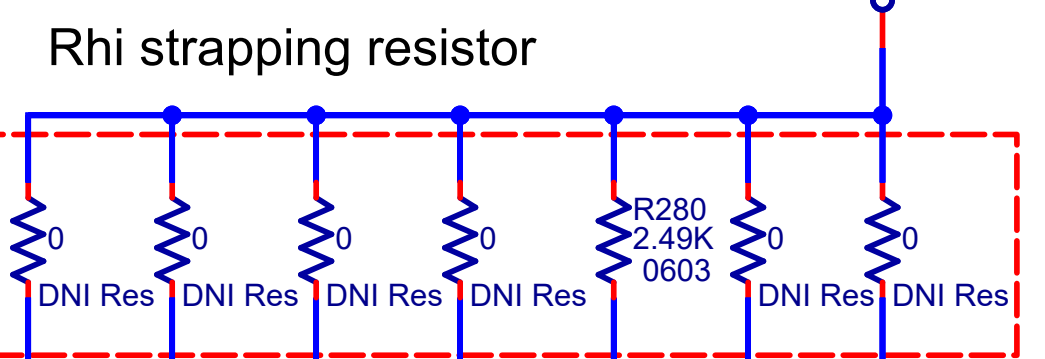 Rhi strapping resistor
R280
0
0
0
0
2.49K
0
0
0603
DNI Res
DNI Res
DNI Res
DNI Res
DNI Res
DNI Res